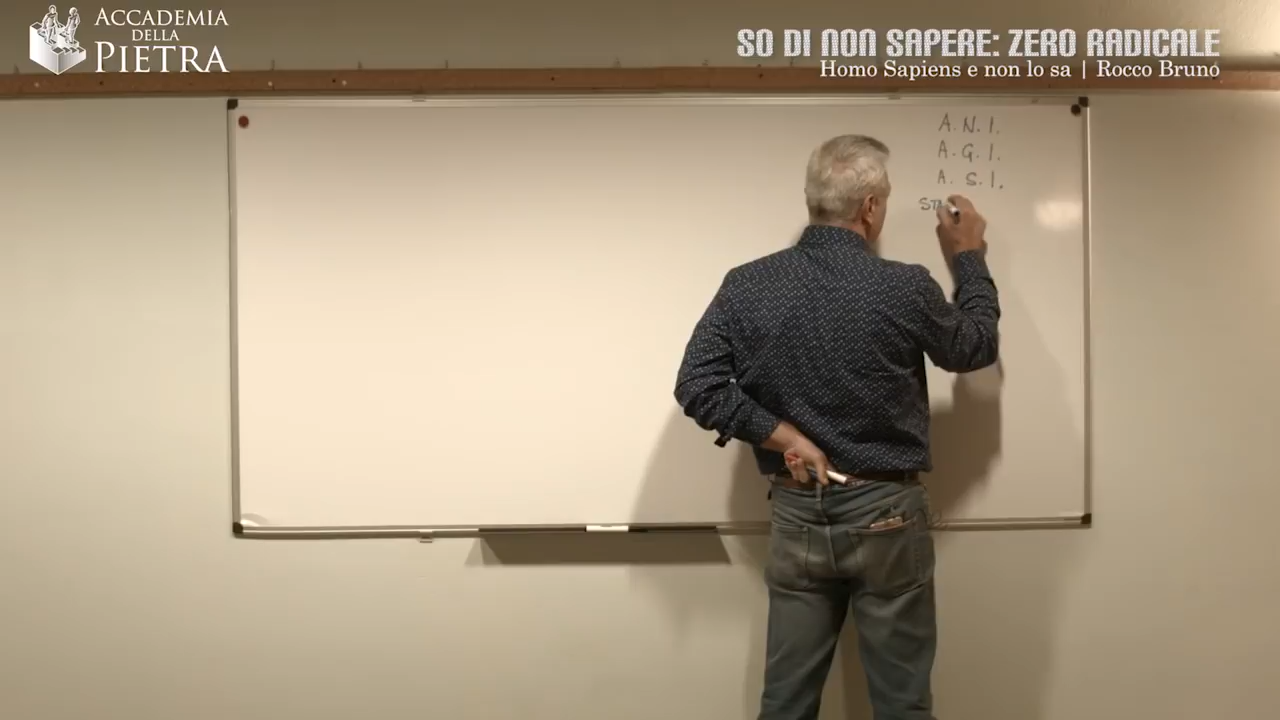 ACCADEMIA
DELLA
PIETRA
SO DI NON SAPERE: ZERO RADICALE
Homo Sapiens e non lo sa | Rocco Bruno
A. N. I.
A. G. I.
A. S. I.